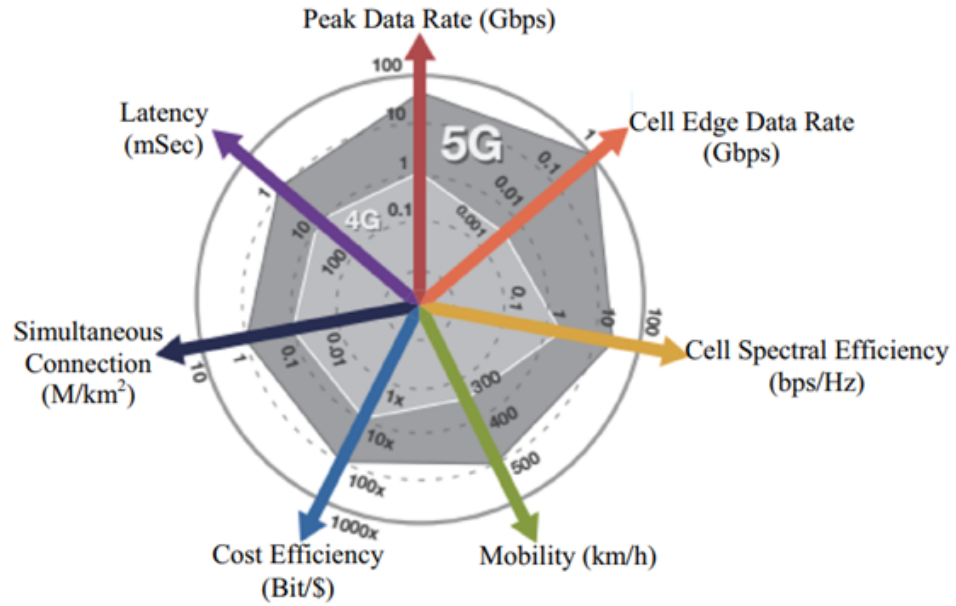 Peak Data Rate (Gbps)
100
10
1
0.1
5G
4G
Cell Edge Data Rate
(Gbps)
1
0.1
0.01
0.001
Cell Spectral Efficiency
(bps/Hz)
0.1
1
10
100
Mobility (km/h)
300
400
500
Cost Efficiency
(Bit/$)
1x
10x
100x
1000x
Simultaneous
Connection
(M/km²)
0.01
0.1
1
10
Latency
(mSec)
1
10
100